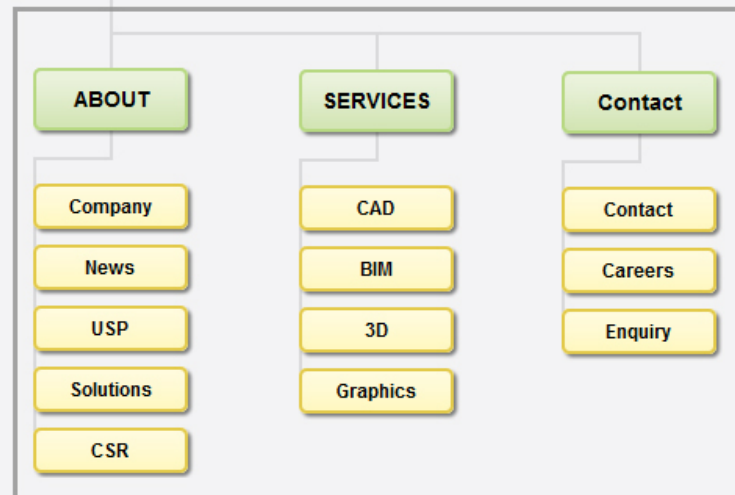 ABOUT
Company
News
USP
Solutions
CSR
SERVICES
CAD
BIM
3D
Graphics
Contact
Contact
Careers
Enquiry